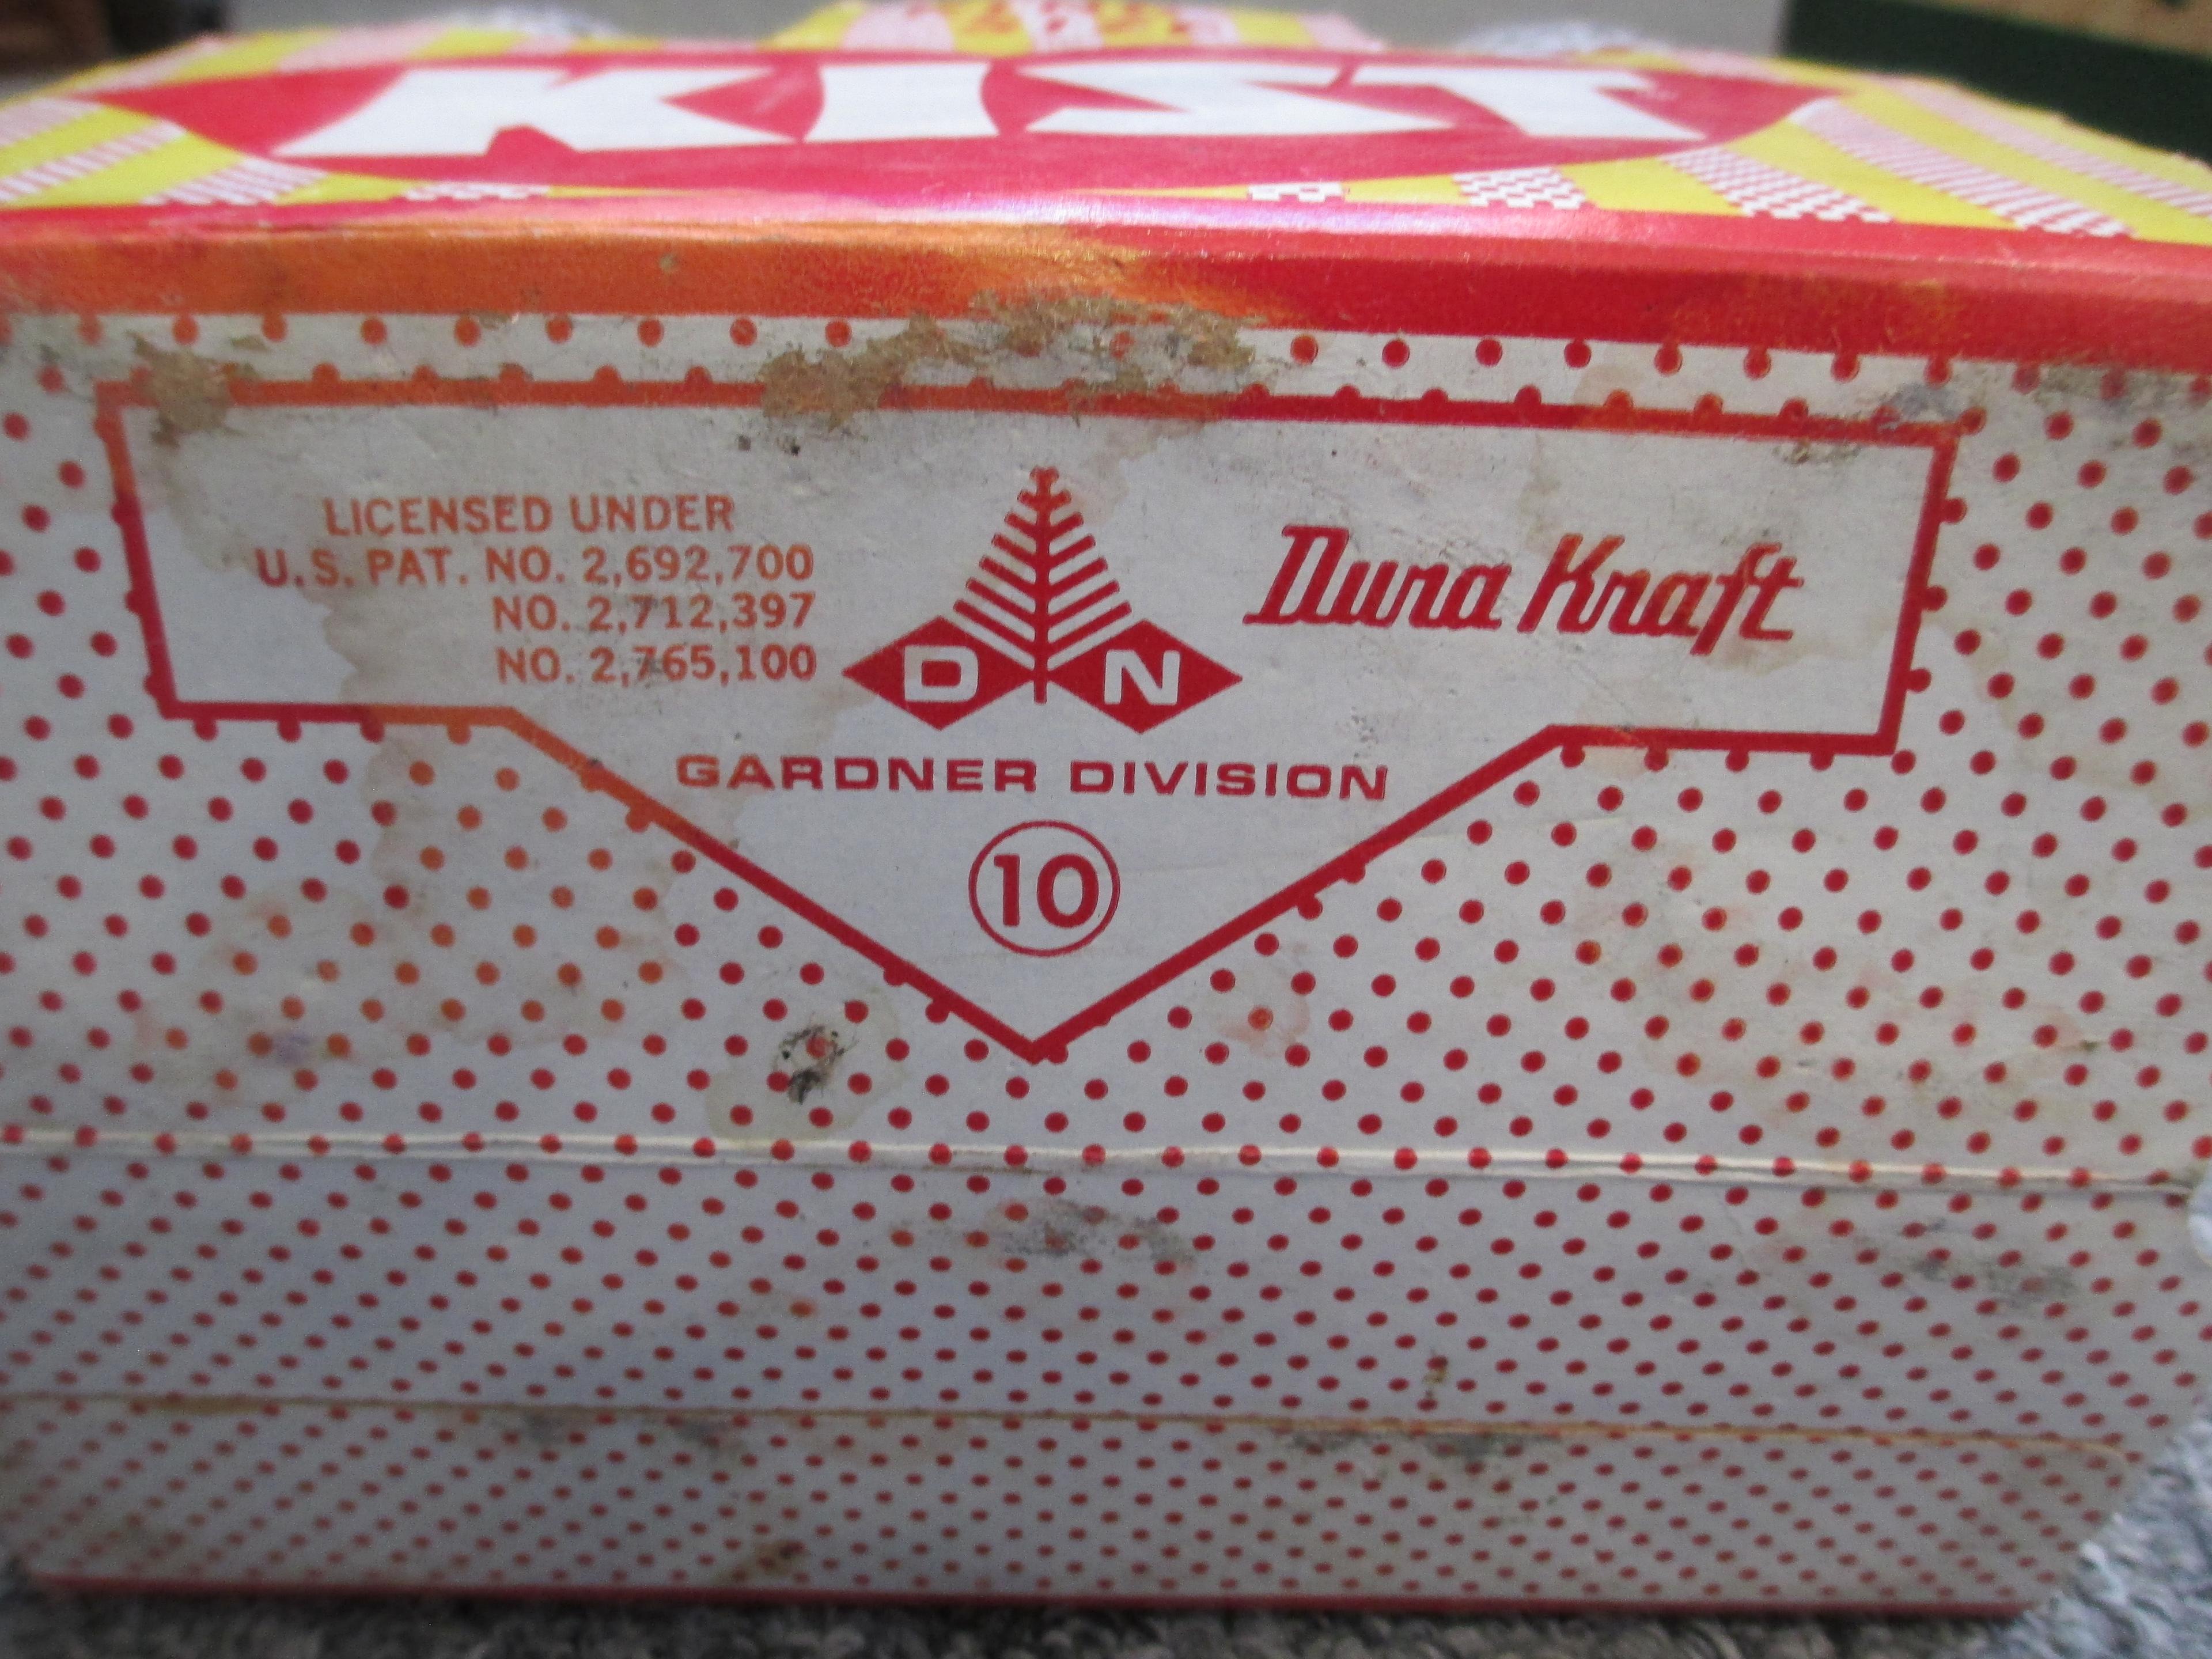 KIST
LICENSED UNDER
U.S. PAT. NO. 2,692,700
NO. 2,712,397
NO. 2,765,100
D N
Dura Kraft
GARDNER DIVISION
10